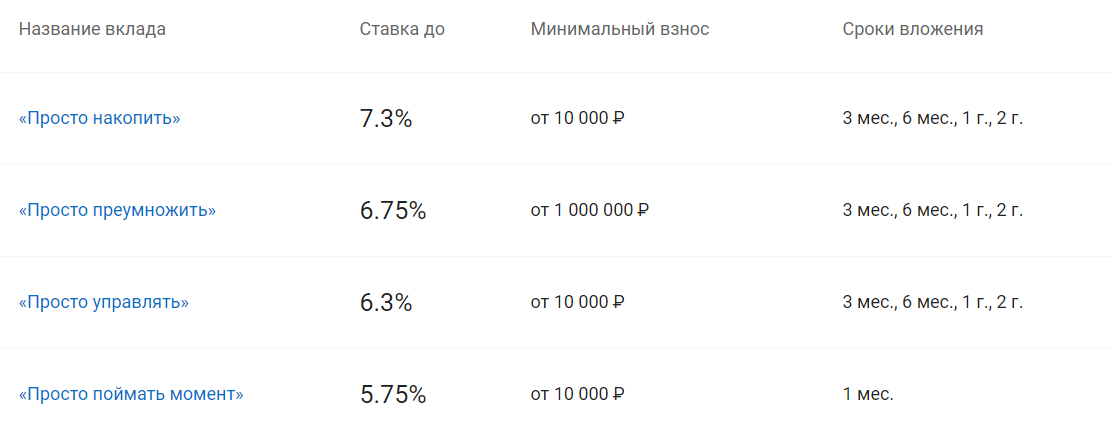 Название вклада Ставка до Минимальный взнос Сроки вложения
«Просто накопить» 7.3% от 10 000 ₽ 3 мес., 6 мес., 1 г., 2 г.
«Просто преумножить» 6.75% от 1 000 000 ₽ 3 мес., 6 мес., 1 г., 2 г.
«Просто управлять» 6.3% от 10 000 ₽ 3 мес., 6 мес., 1 г., 2 г.
«Просто поймать момент» 5.75% от 10 000 ₽ 1 мес.